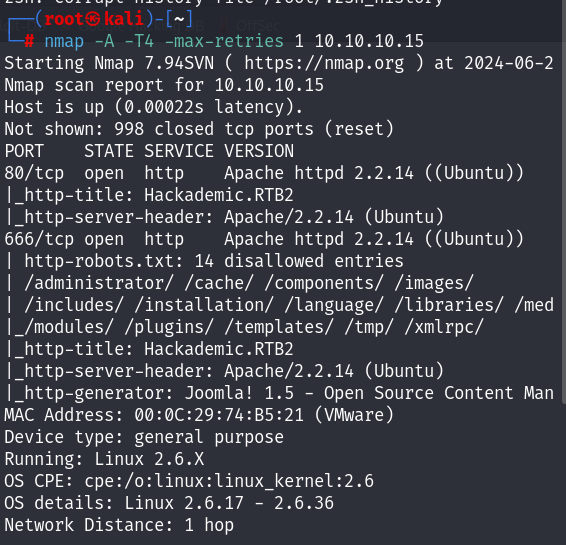 zsh: corrupt history file /root/.zsh_history
(root㉿kali)-[~]
# nmap -A -T4 -max-retries 1 10.10.10.15
Starting Nmap 7.94SVN ( https://nmap.org ) at 2024-06-2
Nmap scan report for 10.10.10.15
Host is up (0.00022s latency).
Not shown: 998 closed tcp ports (reset)
PORT    STATE SERVICE VERSION
80/tcp  open  http    Apache httpd 2.2.14 ((Ubuntu))
|_http-title: Hackademic.RTB2
|_http-server-header: Apache/2.2.14 (Ubuntu)
666/tcp open  http    Apache httpd 2.2.14 ((Ubuntu))
| http-robots.txt: 14 disallowed entries
| /administrator/ /cache/ /components/ /images/
| /includes/ /installation/ /language/ /libraries/ /med
|_/modules/ /plugins/ /templates/ /tmp/ /xmlrpc/
|_http-title: Hackademic.RTB2
|_http-server-header: Apache/2.2.14 (Ubuntu)
|_http-generator: Joomla! 1.5 - Open Source Content Man
MAC Address: 00:0C:29:74:B5:21 (VMware)
Device type: general purpose
Running: Linux 2.6.X
OS CPE: cpe:/o:linux:linux_kernel:2.6
OS details: Linux 2.6.17 - 2.6.36
Network Distance: 1 hop